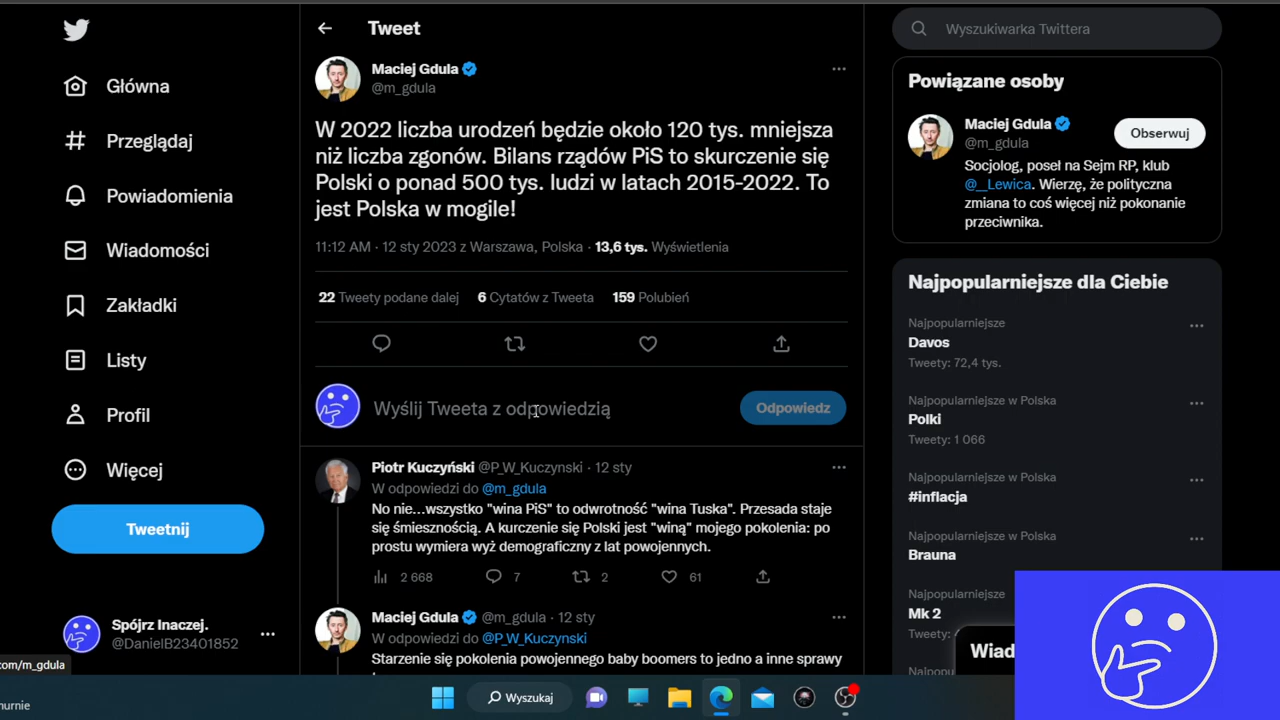 Tweet
Główna
Przeglądaj
Powiadomienia
Wiadomości
Zakładki
Listy
Profil
Więcej
Tweetnij
Spójrz Inaczej.
@DanielB23401852
com/m_gdula
Maciej Gdula
@m_gdula
W 2022 liczba urodzeń będzie około 120 tys. mniejsza
niż liczba zgonów. Bilans rządów PiS to skurczenie się
Polski o ponad 500 tys. ludzi w latach 2015-2022. To
jest Polska w mogile!
11:12 AM · 12 sty 2023 z Warszawa, Polska · 13,6 tys. Wyświetlenia
22 Tweety podane dalej 6 Cytatów z Tweeta 159 Polubień
Wyślij Tweeta z odpowiedzią
Odpowiedz
Piotr Kuczyński @P_W_Kuczynski · 12 sty
W odpowiedzi do @m_gdula
No nie...wszystko "wina PiS" to odwrotność "wina Tuska". Przesada staje
się śmiesznością. A kurczenie się Polski jest "winą" mojego pokolenia: po
prostu wymiera wyż demograficzny z lat powojennych.
2 668 7 2 61
Maciej Gdula @m_gdula · 12 sty
W odpowiedzi do @P_W_Kuczynski
Starzenie się pokolenia powojennego baby boomers to jedno a inne sprawy
Wyszukiwarka Twittera
Powiązane osoby
Maciej Gdula
@m_gdula
Obserwuj
Socjolog, poseł na Sejm RP, klub
@__Lewica. Wierzę, że polityczna
zmiana to coś więcej niż pokonanie
przeciwnika.
Najpopularniejsze dla Ciebie
Najpopularniejsze
Davos
Tweety: 72,4 tys.
Najpopularniejsze w Polska
Polki
Tweety: 1 066
Najpopularniejsze w Polska
#inflacja
Najpopularniejsze w Polska
Brauna
Najpopularniejsze w Polska
Mk 2
Tweety:
Najpopu
Wiad
murnie
Wyszukaj